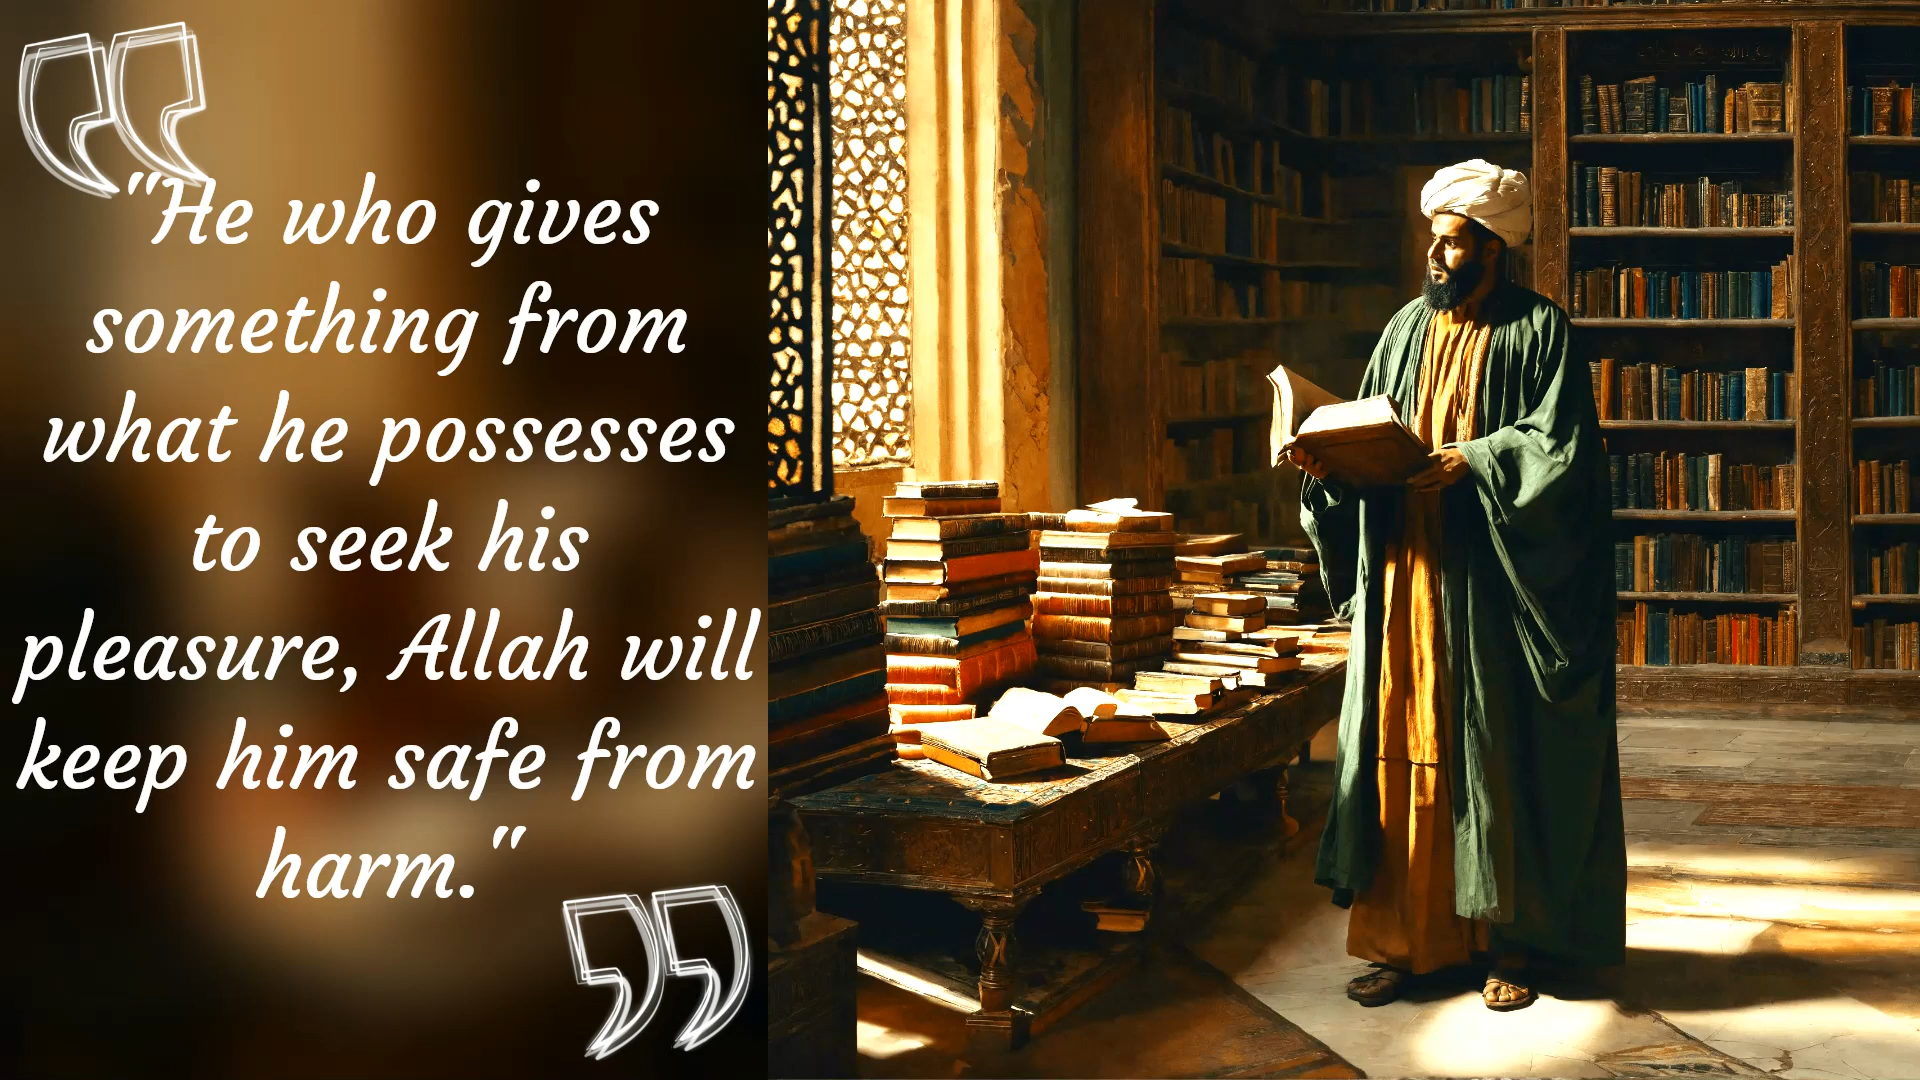 "He who gives
something from
what he possesses
to seek his
pleasure, Allah will
keep him safe from
harm."